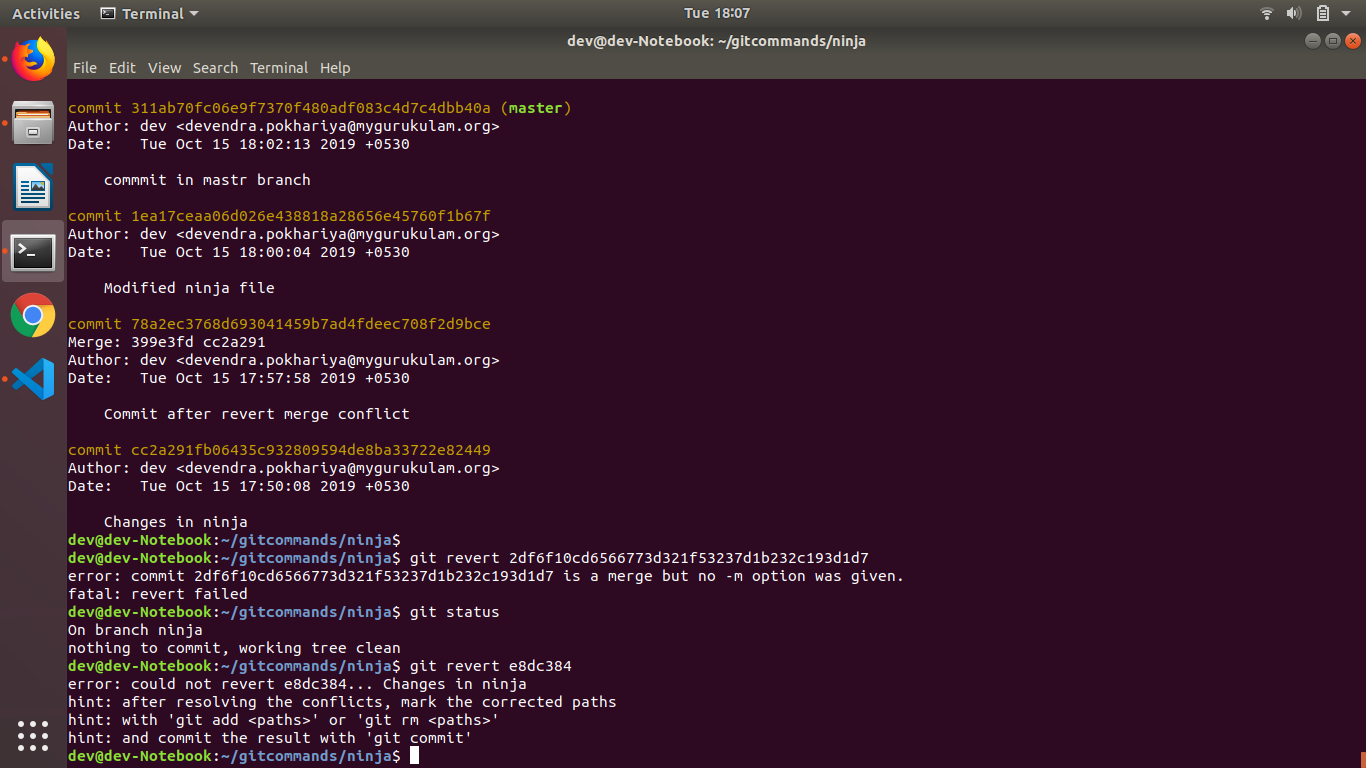 Activities Terminal Tue 18:07
dev@dev-Notebook: ~/gitcommands/ninja
File Edit View Search Terminal Help
commit 311ab70fc06e9f7370f480adf083c4d7c4dbb40a (master)
Author: dev <devendra.pokhariya@mygurukulam.org>
Date:   Tue Oct 15 18:02:13 2019 +0530
commmit in mastr branch
commit 1ea17ceaa06d026e438818a28656e45760f1b67f
Author: dev <devendra.pokhariya@mygurukulam.org>
Date:   Tue Oct 15 18:00:04 2019 +0530
Modified ninja file
commit 78a2ec3768d693041459b7ad4fdeec708f2d9bce
Merge: 399e3fd cc2a291
Author: dev <devendra.pokhariya@mygurukulam.org>
Date:   Tue Oct 15 17:57:58 2019 +0530
Commit after revert merge conflict
commit cc2a291fb06435c932809594de8ba33722e82449
Author: dev <devendra.pokhariya@mygurukulam.org>
Date:   Tue Oct 15 17:50:08 2019 +0530
Changes in ninja
dev@dev-Notebook:~/gitcommands/ninja$
dev@dev-Notebook:~/gitcommands/ninja$ git revert 2df6f10cd6566773d321f53237d1b232c193d1d7
error: commit 2df6f10cd6566773d321f53237d1b232c193d1d7 is a merge but no -m option was given.
fatal: revert failed
dev@dev-Notebook:~/gitcommands/ninja$ git status
On branch ninja
nothing to commit, working tree clean
dev@dev-Notebook:~/gitcommands/ninja$ git revert e8dc384
error: could not revert e8dc384... Changes in ninja
hint: after resolving the conflicts, mark the corrected paths
hint: with 'git add <paths>' or 'git rm <paths>'
hint: and commit the result with 'git commit'
dev@dev-Notebook:~/gitcommands/ninja$